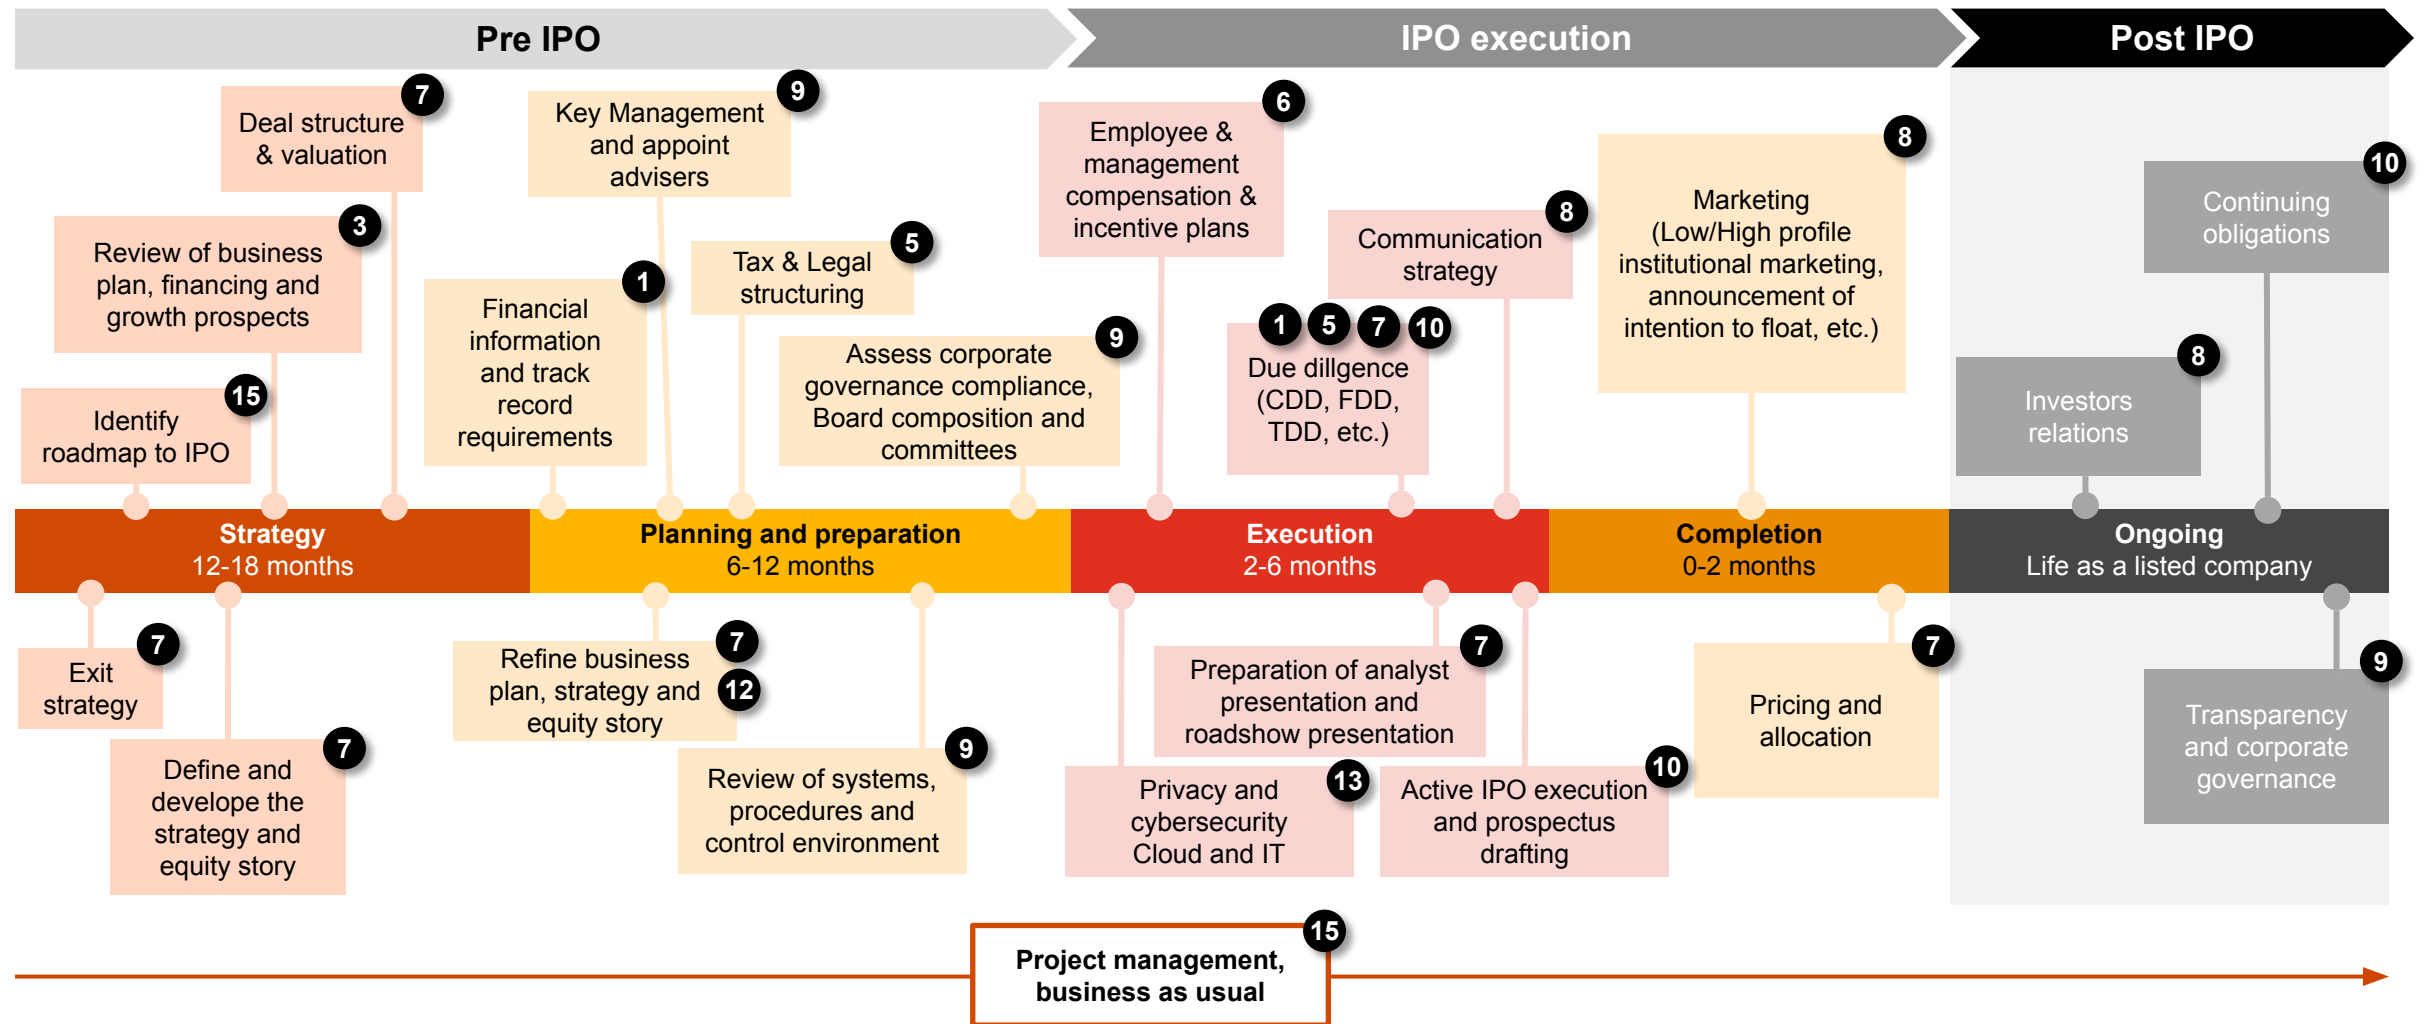 Pre IPO
IPO execution
Post IPO
7
Deal structure
& valuation
3
Review of business
plan, financing and
growth prospects
15
Identify
roadmap to IPO
9
Key Management
and appoint
advisers
1
Financial
information
and track
record
requirements
5
Tax & Legal
structuring
9
Assess corporate
governance compliance,
Board composition and
committees
6
Employee &
management
compensation &
incentive plans
8
Communication
strategy
1 5 7 10
Due dillgence
(CDD, FDD,
TDD, etc.)
8
Marketing
(Low/High profile
institutional marketing,
announcement of
intention to float, etc.)
10
Continuing
obligations
8
Investors
relations
Strategy
12-18 months
Planning and preparation
6-12 months
Execution
2-6 months
Completion
0-2 months
Ongoing
Life as a listed company
7
Exit
strategy
7
Define and
develope the
strategy and
equity story
7
12
Refine business
plan, strategy and
equity story
9
Review of systems,
procedures and
control environment
7
Preparation of analyst
presentation and
roadshow presentation
13
Privacy and
cybersecurity
Cloud and IT
10
Active IPO execution
and prospectus
drafting
7
Pricing and
allocation
9
Transparency
and corporate
governance
15
Project management,
business as usual